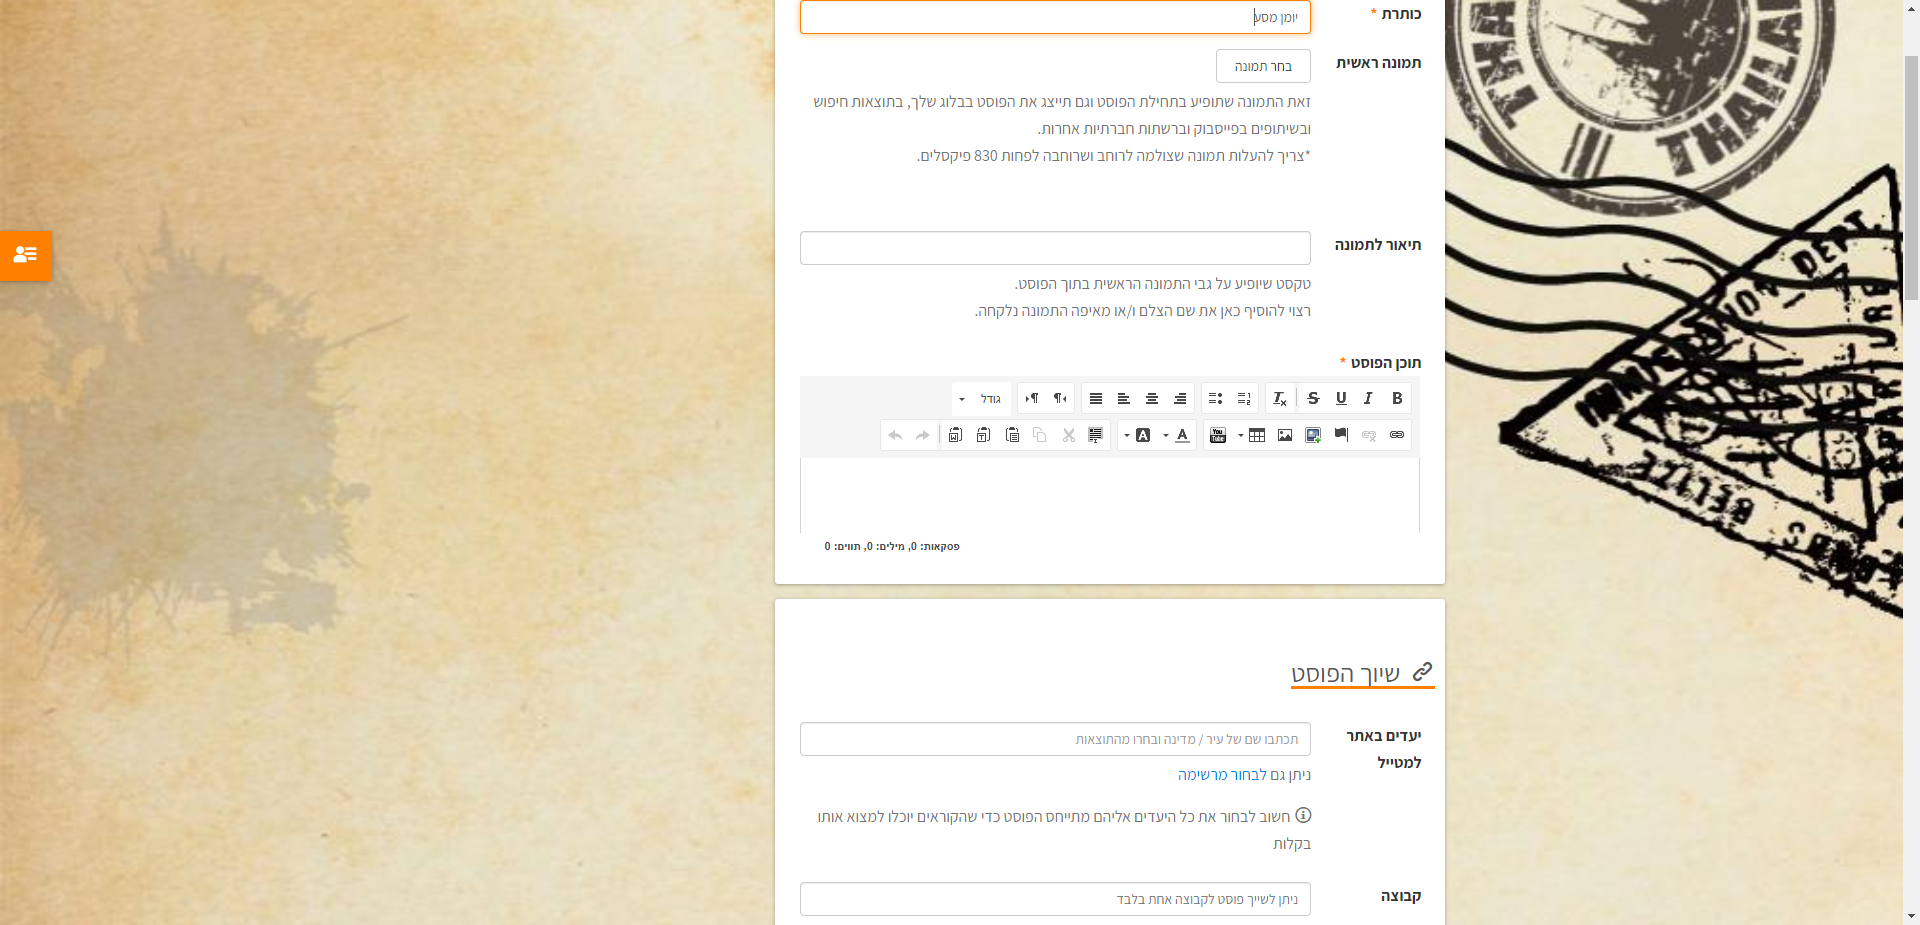 כותרת *
יומן מסע
תמונה ראשית
בחר תמונה
זאת התמונה שתופיע בתחילת הפוסט וגם תייצג את הפוסט בבלוג שלך, בתוצאות חיפוש
ובשיתופים בפייסבוק וברשתות חברתיות אחרות.
*צריך להעלות תמונה שצולמה לרוחב ושרוחבה לפחות 830 פיקסלים.
תיאור לתמונה
טקסט שיופיע על גבי התמונה הראשית בתוך הפוסט.
רצוי להוסיף כאן את שם הצלם ו/או מאיפה התמונה נלקחה.
תוכן הפוסט *
גודל
פסקאות: 0, מילים: 0, תווים: 0
שיוך הפוסט
יעדים באתר
למטייל
תכתבו שם של עיר / מדינה ובחרו מהתוצאות
ניתן גם לבחור מרשימה
חשוב לבחור את כל היעדים אליהם מתייחס הפוסט כדי שהקוראים יוכלו למצוא אותו
בקלות
קבוצה
ניתן לשייך פוסט לקבוצה אחת בלבד
THAILA
IMMIGRATION DEPT.
BELIZE